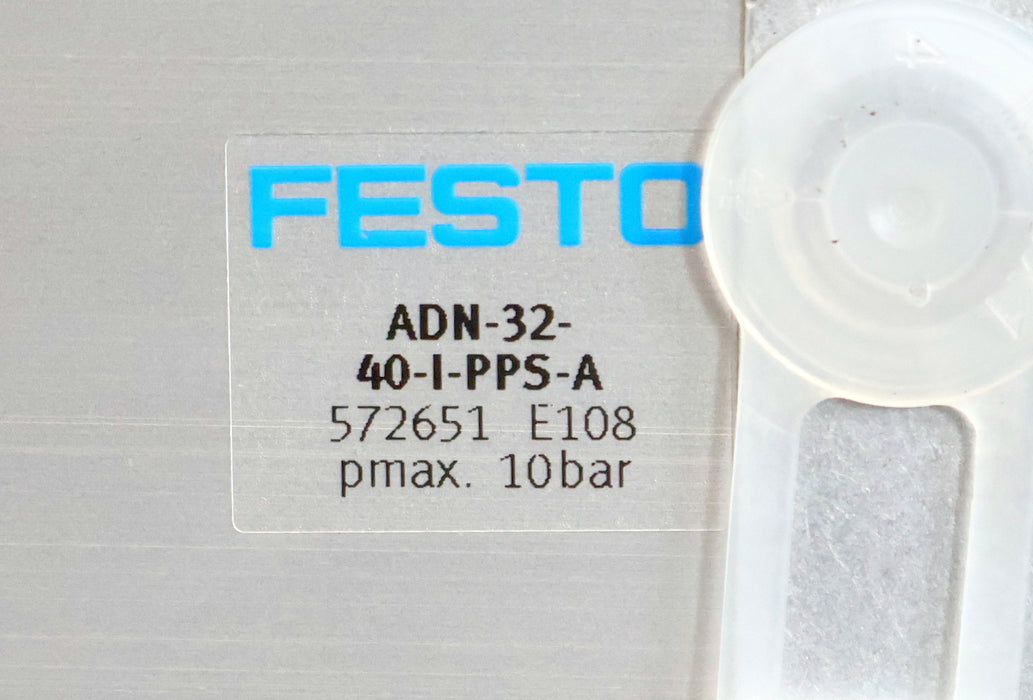 FESTO
ADN-32-
40-I-PPS-A
572651 E108
pmax. 10bar